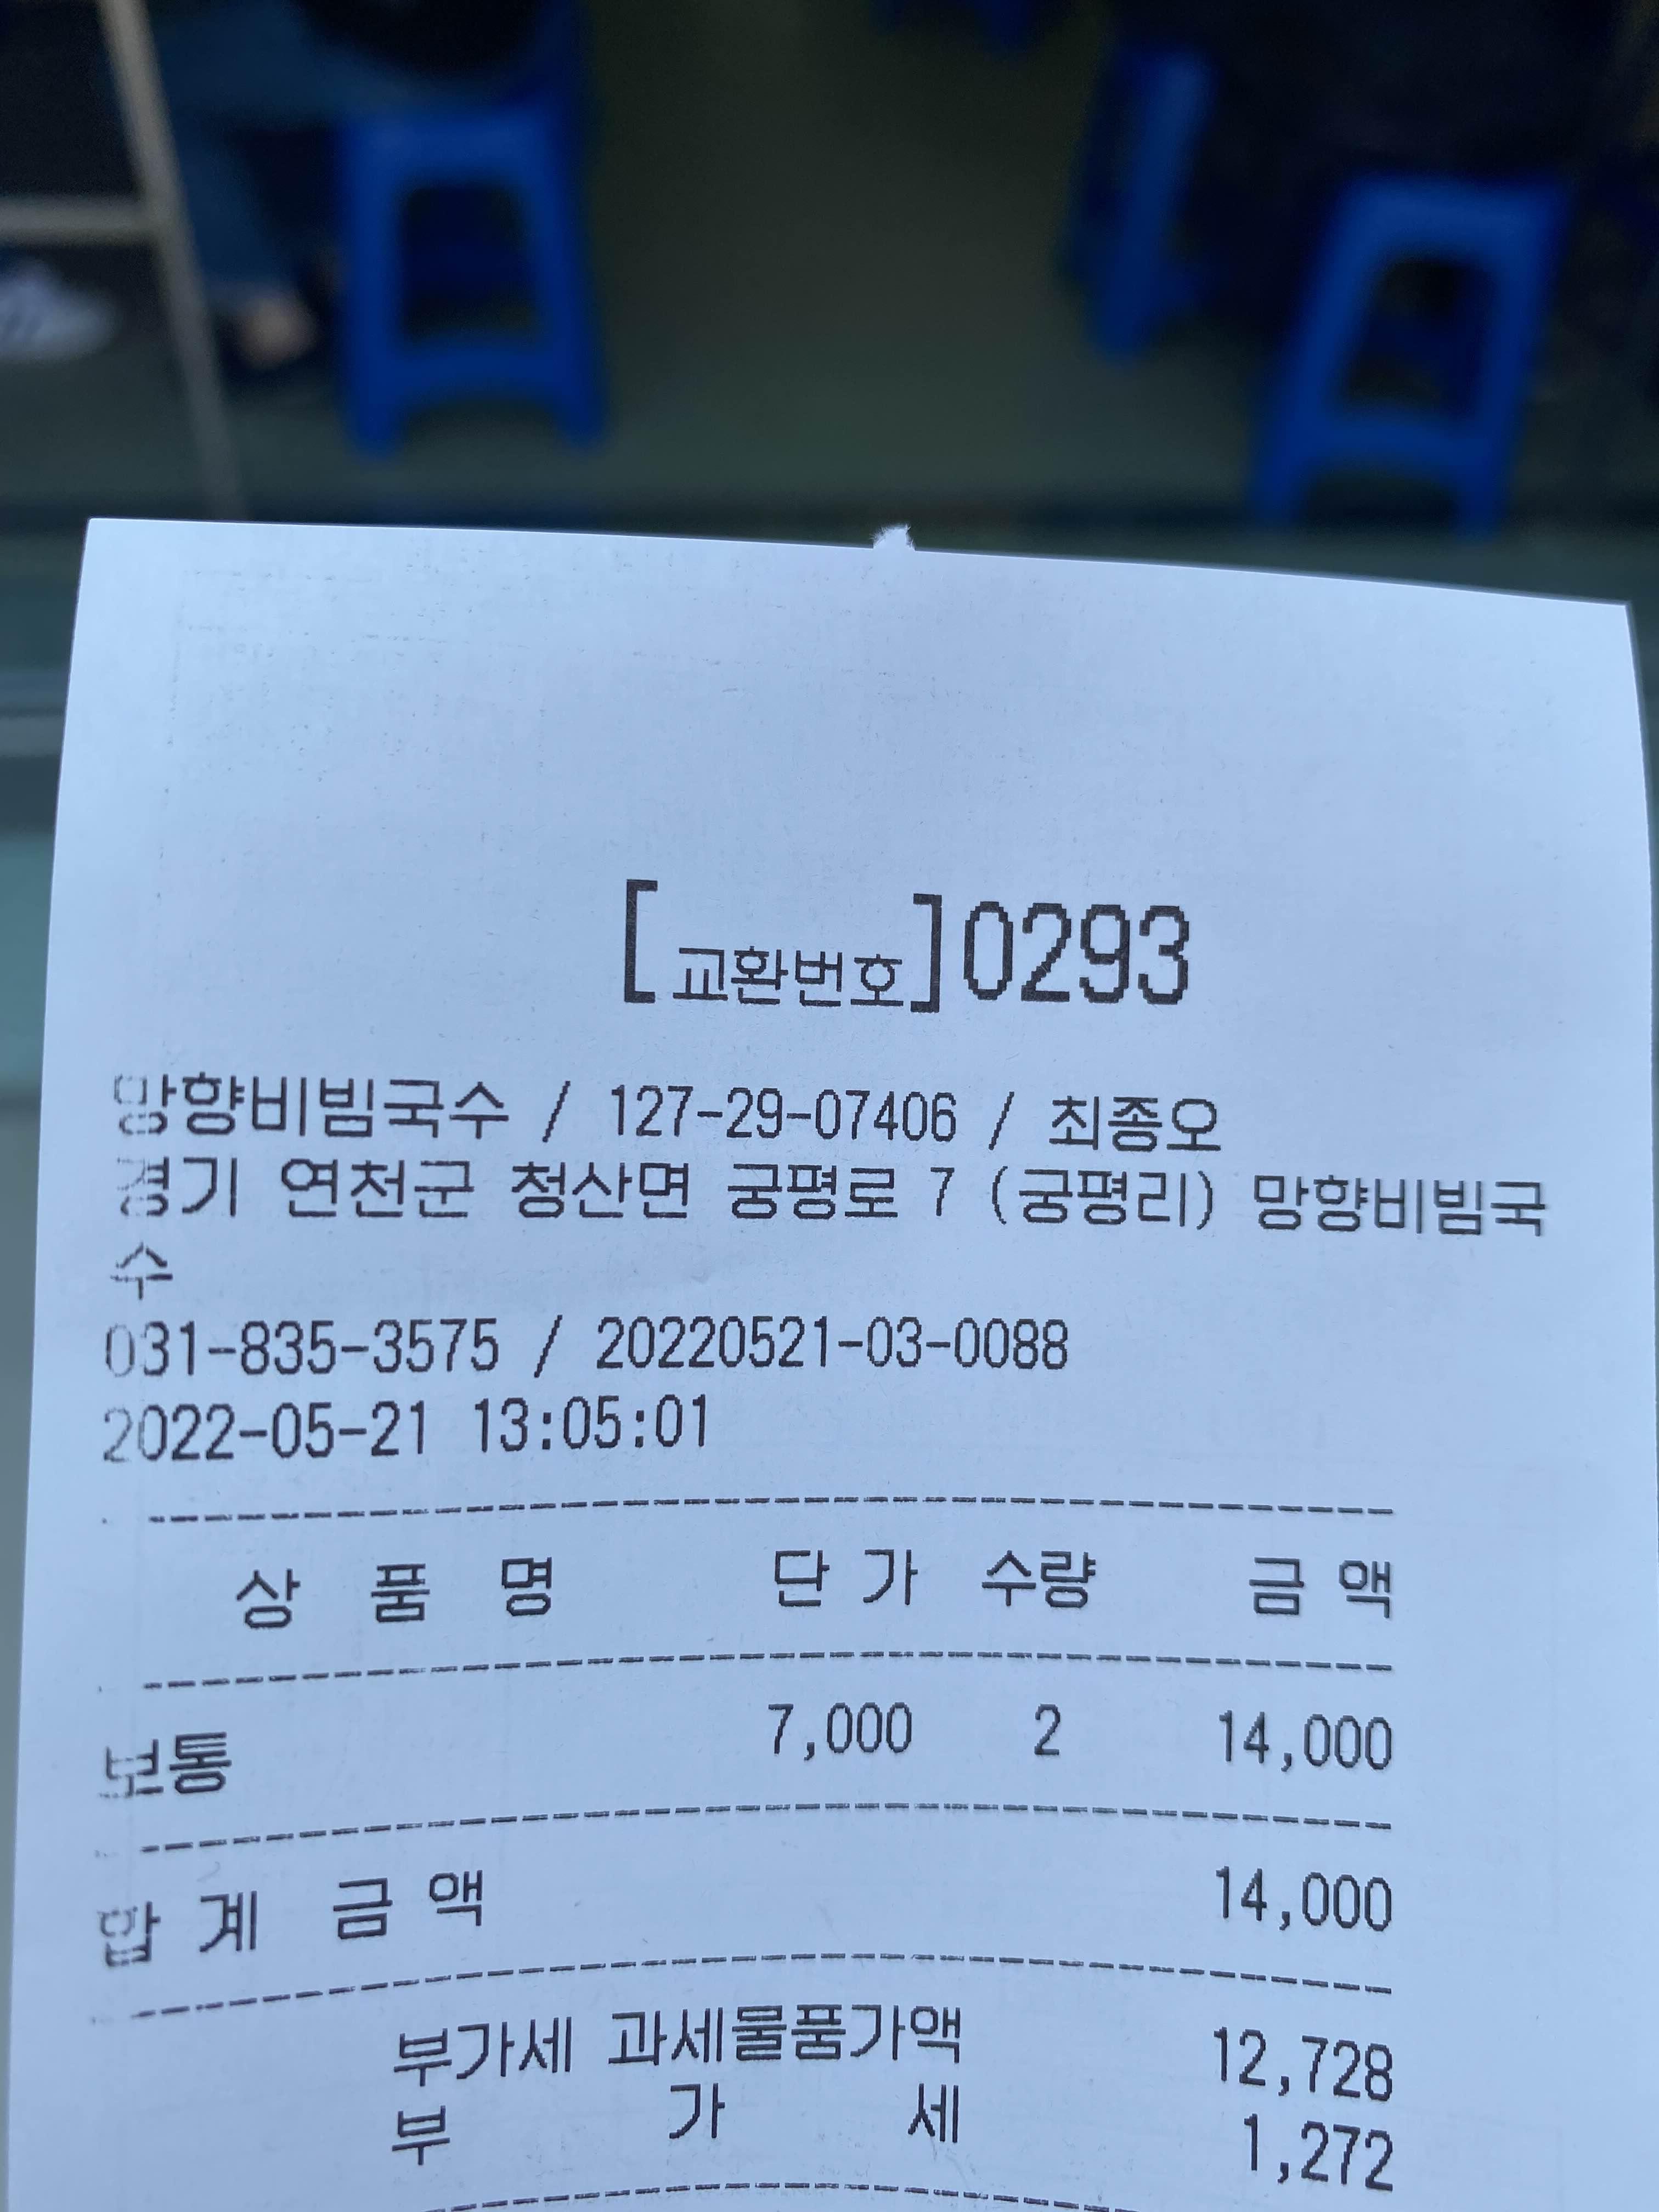 [교환번호]0293
망향비빔국수 / 127-29-07406 / 최종오
경기 연천군 청산면 궁평로 7 (궁평리) 망향비빔국
수
031-835-3575 / 20220521-03-0088
2022-05-21 13:05:01
상 품 명 단 가 수량 금 액
보통 7,000 2 14,000
합 계 금 액 14,000
부가세 과세물품가액 12,728
부 가 세 1,272